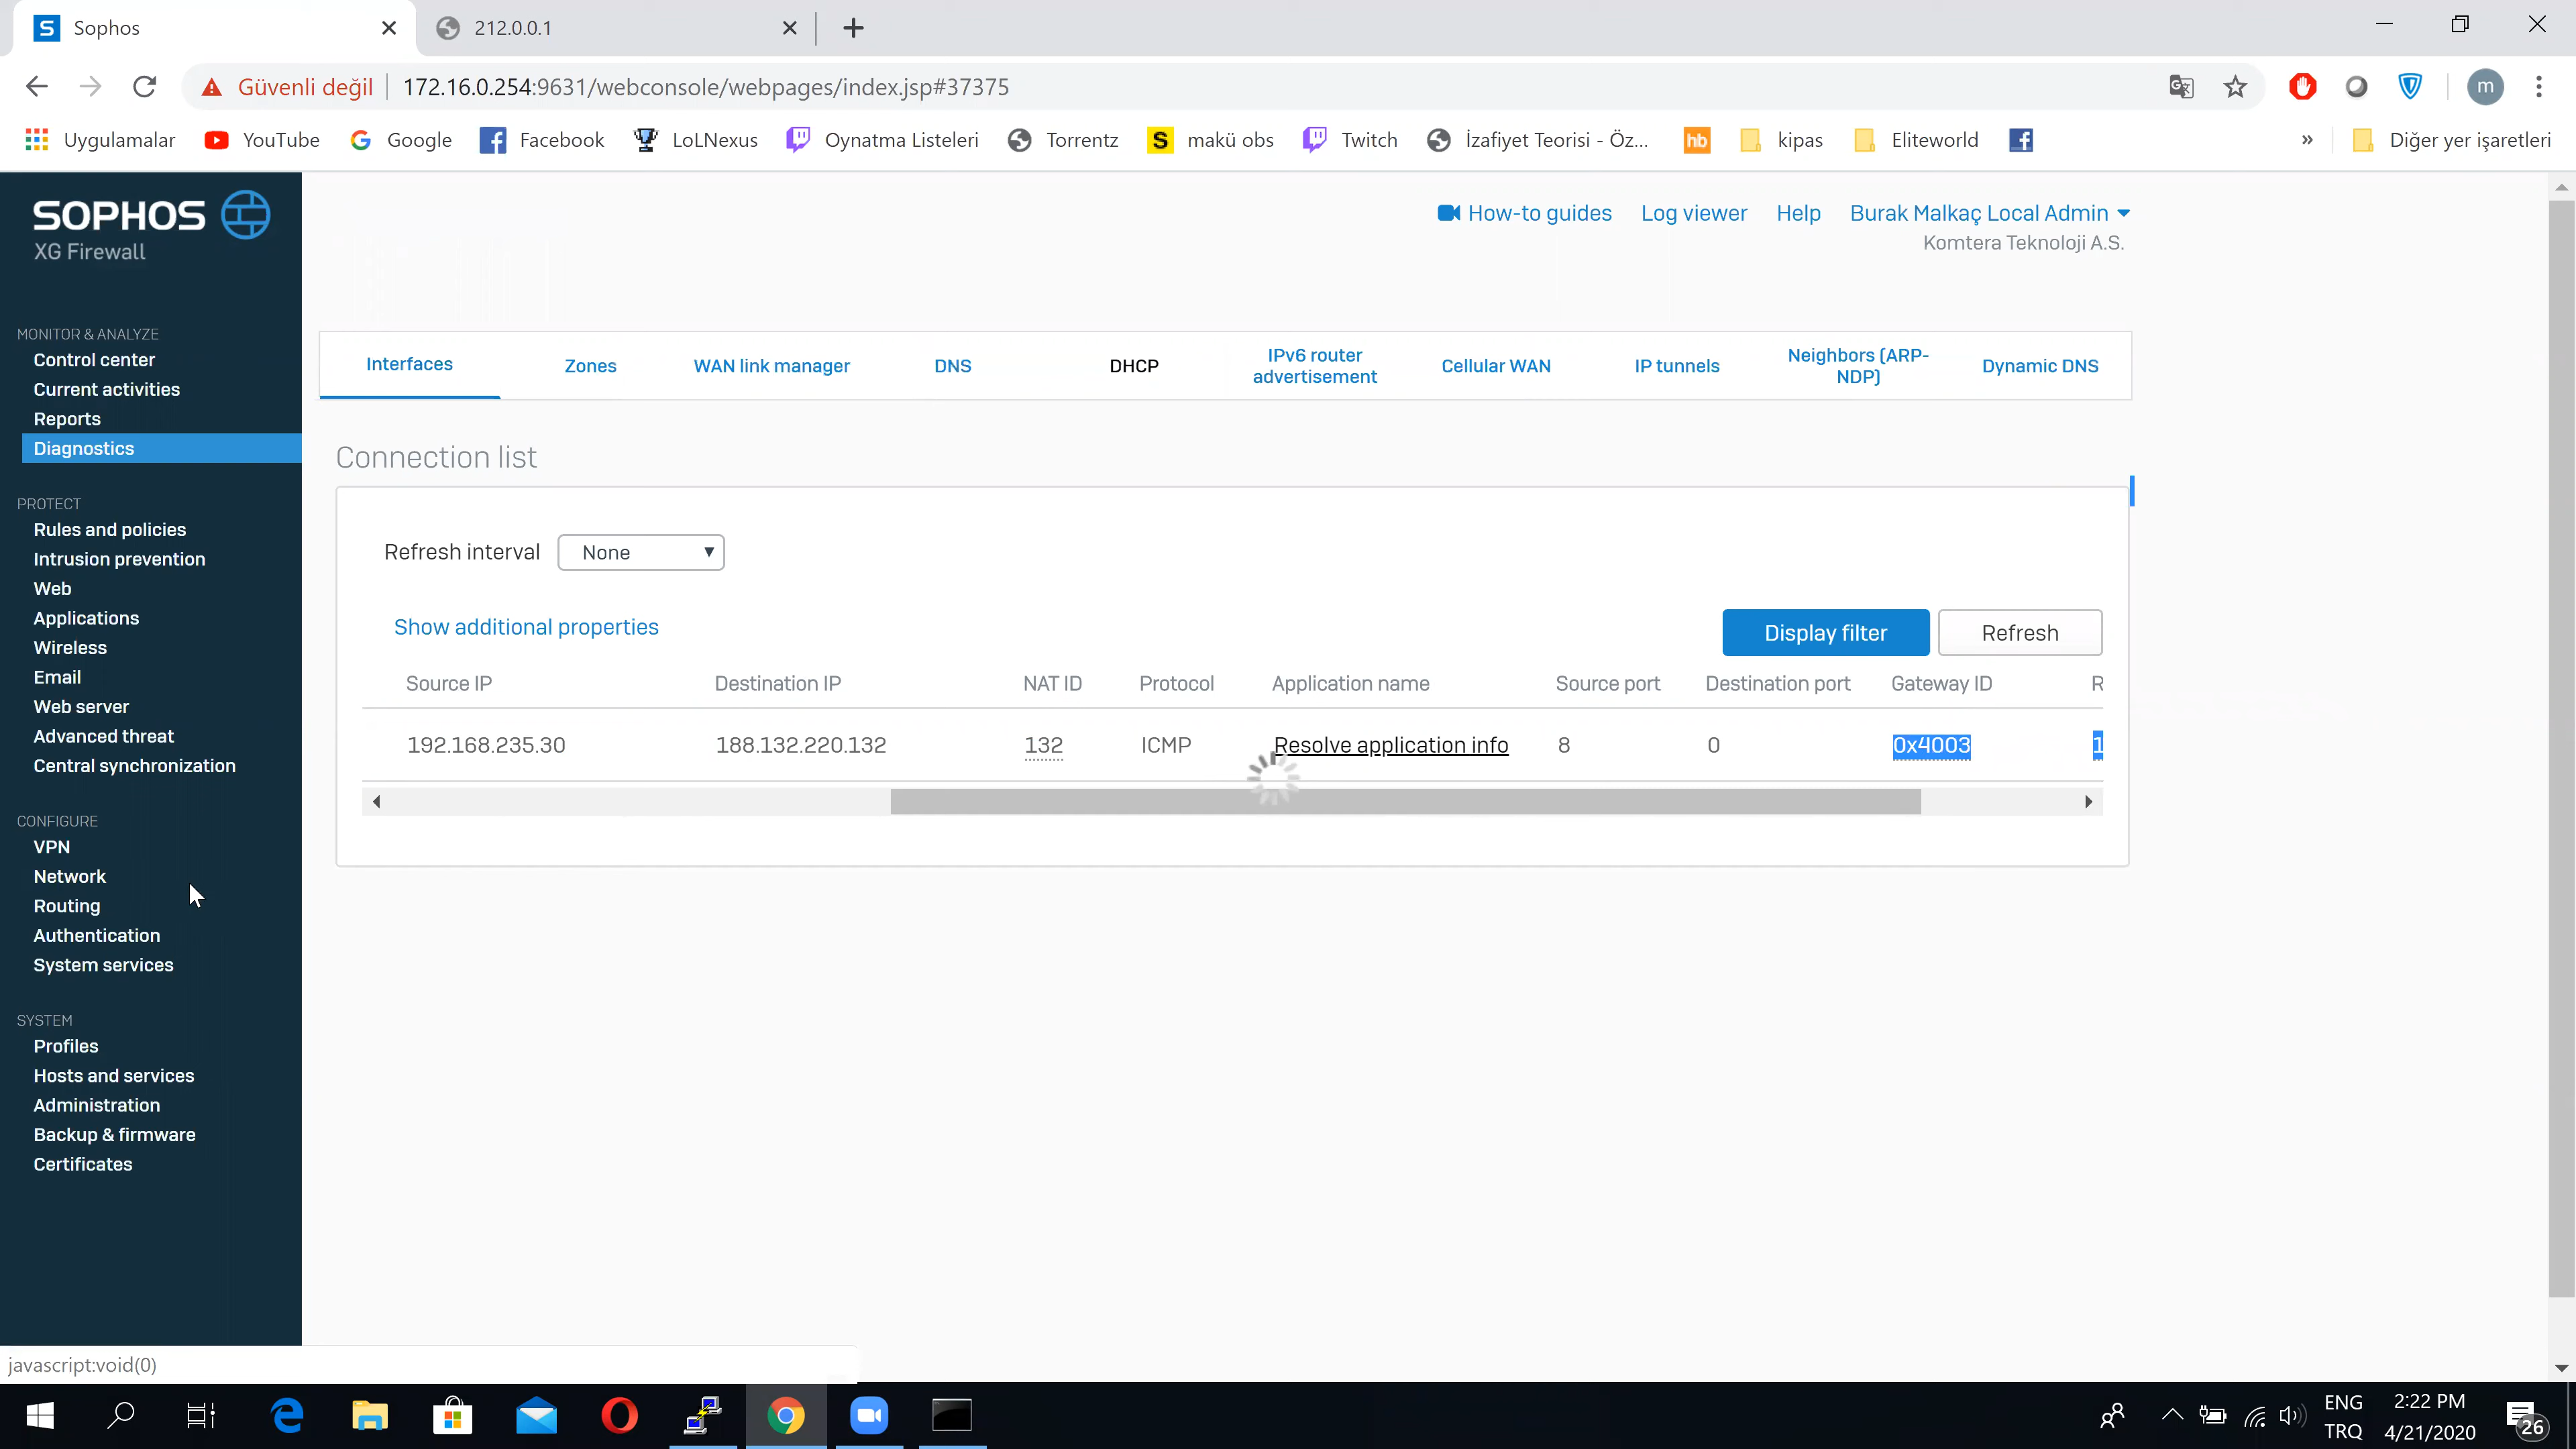 Sophos
212.0.0.1
Güvenli değil
172.16.0.254:9631/webconsole/webpages/index.jsp#37375
m
Uygulamalar
YouTube
Google
Facebook
LoLNexus
Oynatma Listeleri
Torrentz
S
makü obs
Twitch
İzafiyet Teorisi - Öz...
hb
kipas
Eliteworld
»
Diğer yer işaretleri
SOPHOS
XG Firewall
How-to guides
Log viewer
Help
Burak Malkaç Local Admin
Komtera Teknoloji A.S.
MONITOR & ANALYZE
Control center
Current activities
Reports
Diagnostics
PROTECT
Rules and policies
Intrusion prevention
Web
Applications
Wireless
Email
Web server
Advanced threat
Central synchronization
CONFIGURE
VPN
Network
Routing
Authentication
System services
SYSTEM
Profiles
Hosts and services
Administration
Backup & firmware
Certificates
Interfaces
Zones
WAN link manager
DNS
DHCP
IPv6 router
advertisement
Cellular WAN
IP tunnels
Neighbors (ARP-
NDP)
Dynamic DNS
Connection list
Refresh interval
None
Show additional properties
Display filter
Refresh
Source IP
Destination IP
NAT ID
Protocol
Application name
Source port
Destination port
Gateway ID
R
192.168.235.30
188.132.220.132
132
ICMP
Resolve application info
8
0
0x4003
1
javascript:void(0)
ENG
TRQ
2:22 PM
4/21/2020
26